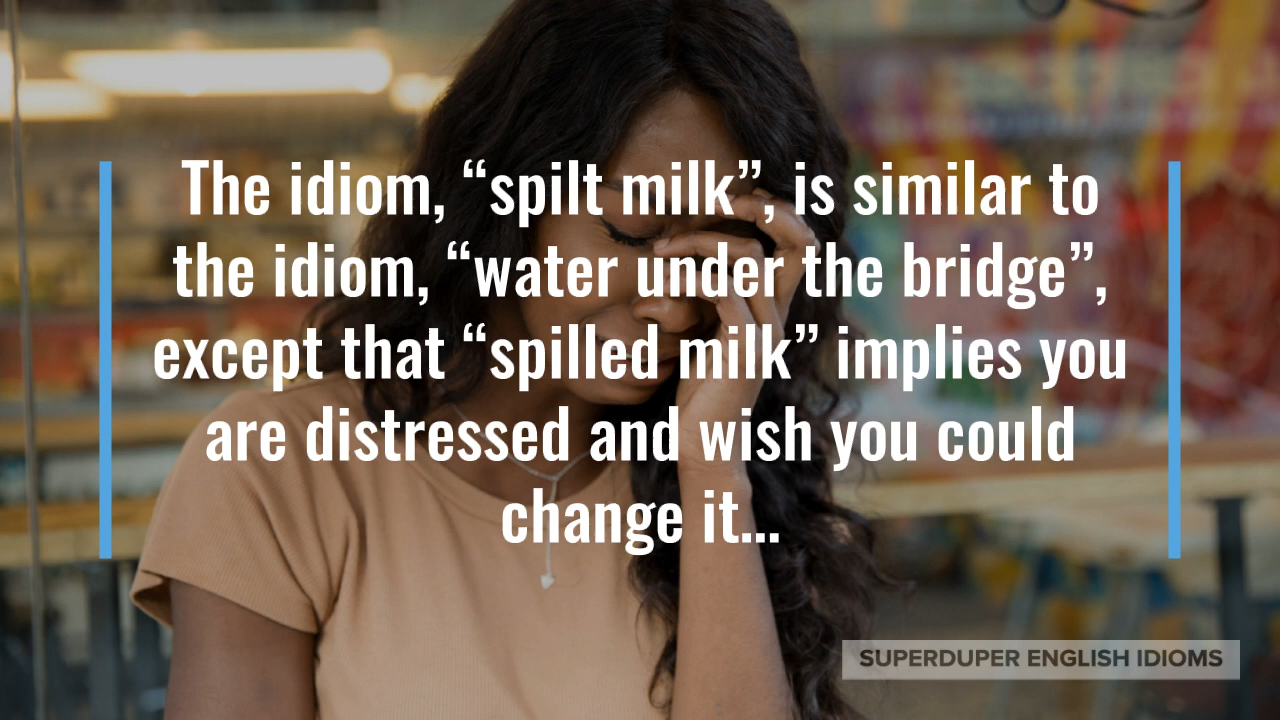 The idiom, “spilt milk”, is similar to
the idiom, “water under the bridge”,
except that “spilled milk” implies you
are distressed and wish you could
change it...
SUPERDUPER ENGLISH IDIOMS